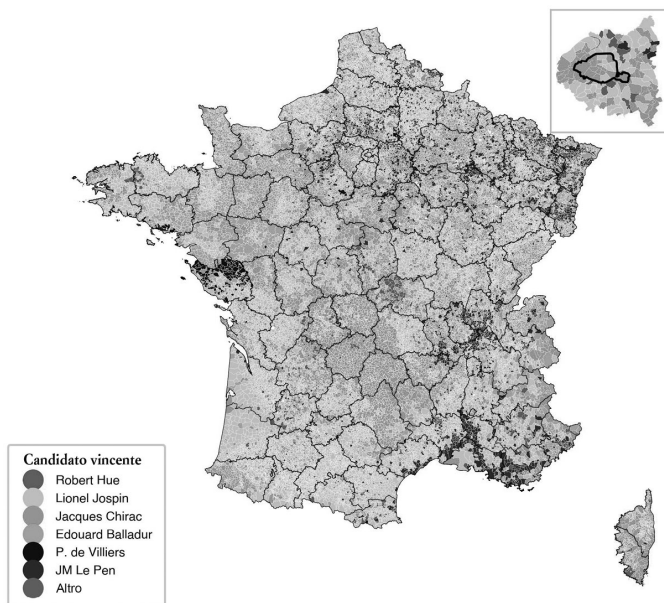 Candidato vincente
Robert Hue
Lionel Jospin
Jacques Chirac
Edouard Balladur
P. de Villiers
JM Le Pen
Altro